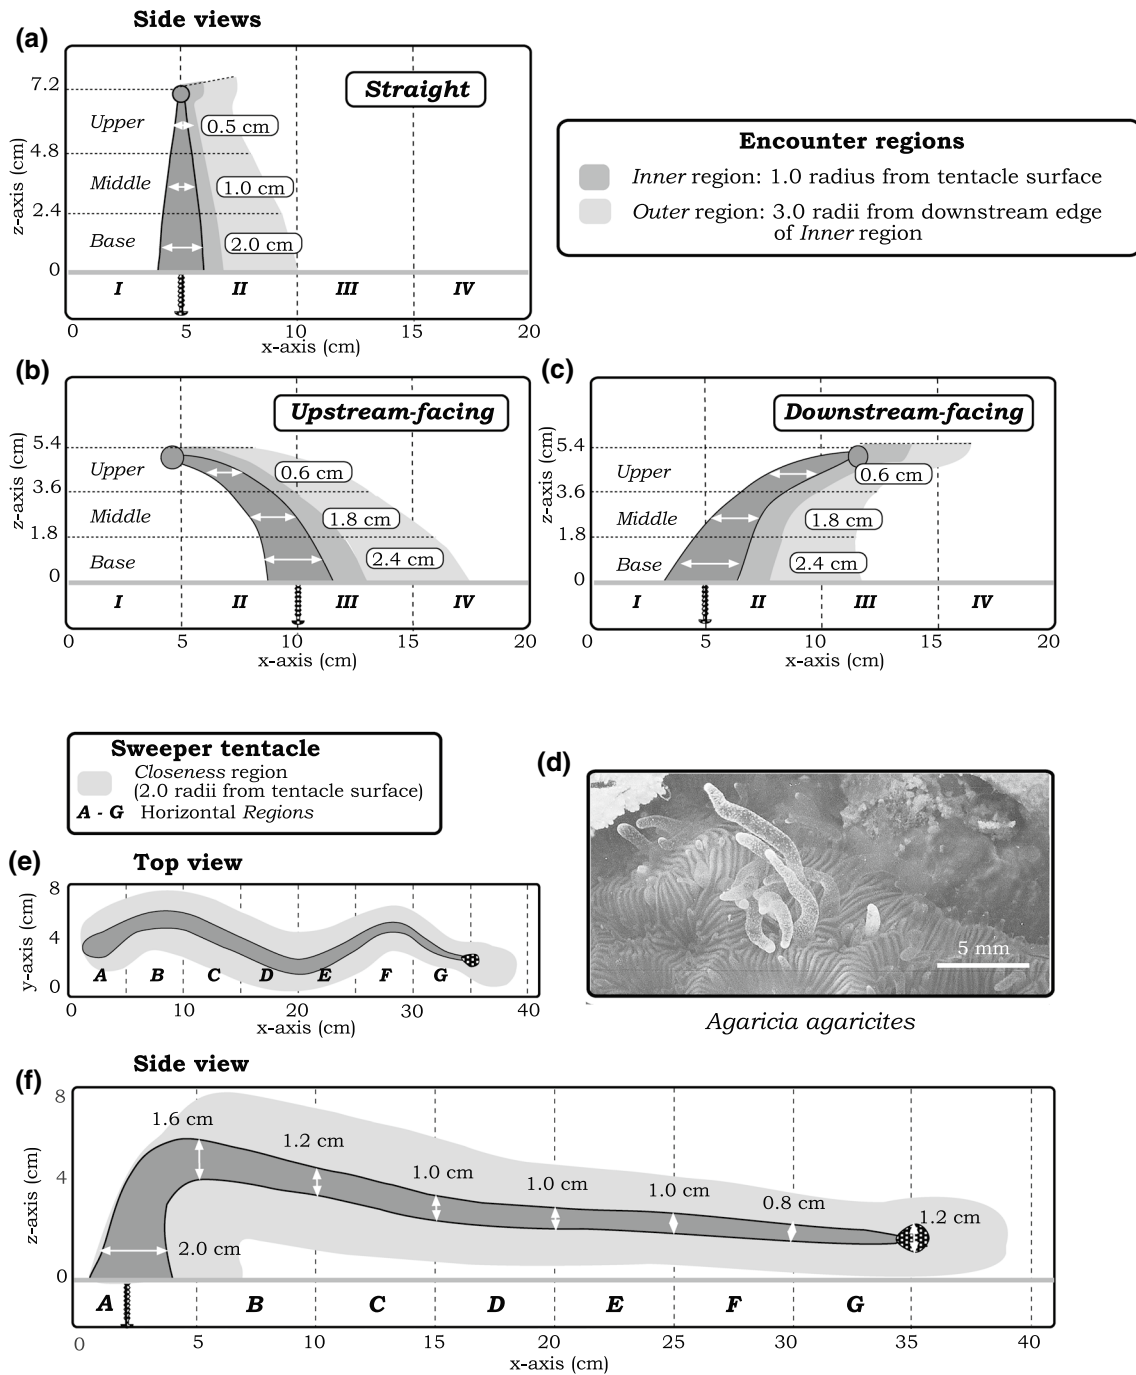 Side views
(a)
Straight
z-axis (cm)
7.2
4.8
2.4
0
Upper
Middle
Base
0.5 cm
1.0 cm
2.0 cm
I II III IV
0 5 10 15 20
x-axis (cm)
Encounter regions
Inner region: 1.0 radius from tentacle surface
Outer region: 3.0 radii from downstream edge
of Inner region
(b)
Upstream-facing
z-axis (cm)
5.4
3.6
1.8
0
Upper
Middle
Base
0.6 cm
1.8 cm
2.4 cm
I II III IV
0 5 10 15 20
x-axis (cm)
(c)
Downstream-facing
z-axis (cm)
5.4
3.6
1.8
0
Upper
Middle
Base
0.6 cm
1.8 cm
2.4 cm
I II III IV
0 5 10 15 20
x-axis (cm)
Sweeper tentacle
Closeness region
(2.0 radii from tentacle surface)
A - G Horizontal Regions
(d)
5 mm
Agaricia agaricites
(e)
Top view
y-axis (cm)
8
4
0
A B C D E F G
0 10 20 30 40
x-axis (cm)
Side view
(f)
z-axis (cm)
8
4
0
1.6 cm
1.2 cm
1.0 cm
1.0 cm
1.0 cm
0.8 cm
1.2 cm
2.0 cm
A B C D E F G
0 5 10 15 20 25 30 35 40
x-axis (cm)